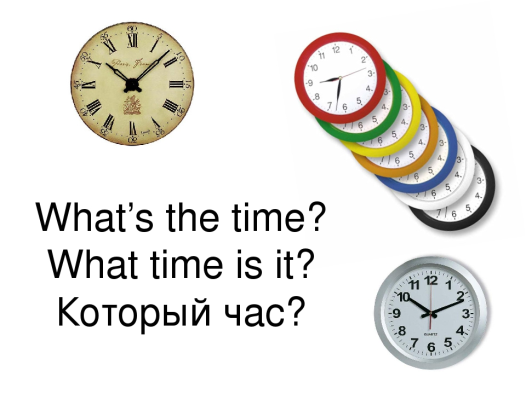 What's the time?
What time is it?
Который час?